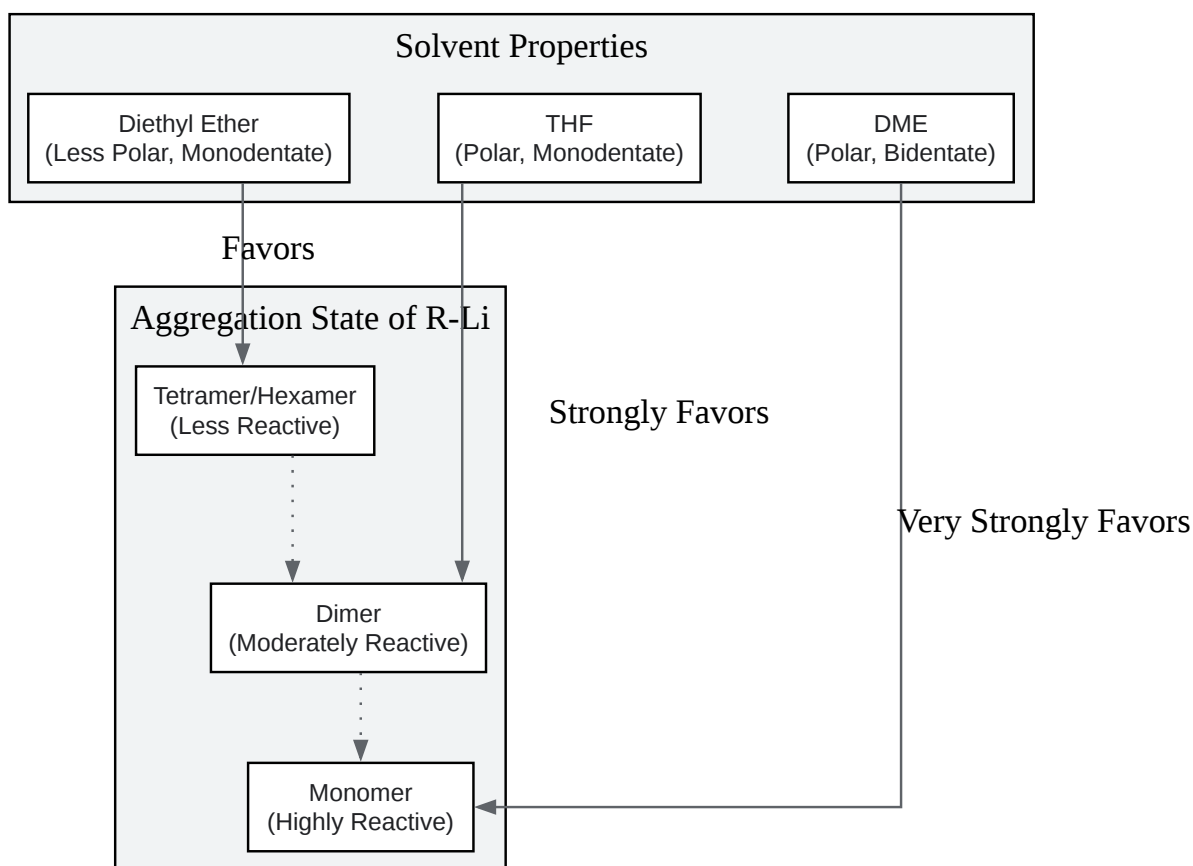 Solvent Properties
Diethyl Ether
(Less Polar, Monodentate)
THF
(Polar, Monodentate)
DME
(Polar, Bidentate)
Favors
Aggregation State of R-Li
Tetramer/Hexamer
(Less Reactive)
Strongly Favors
Very Strongly Favors
Dimer
(Moderately Reactive)
Monomer
(Highly Reactive)